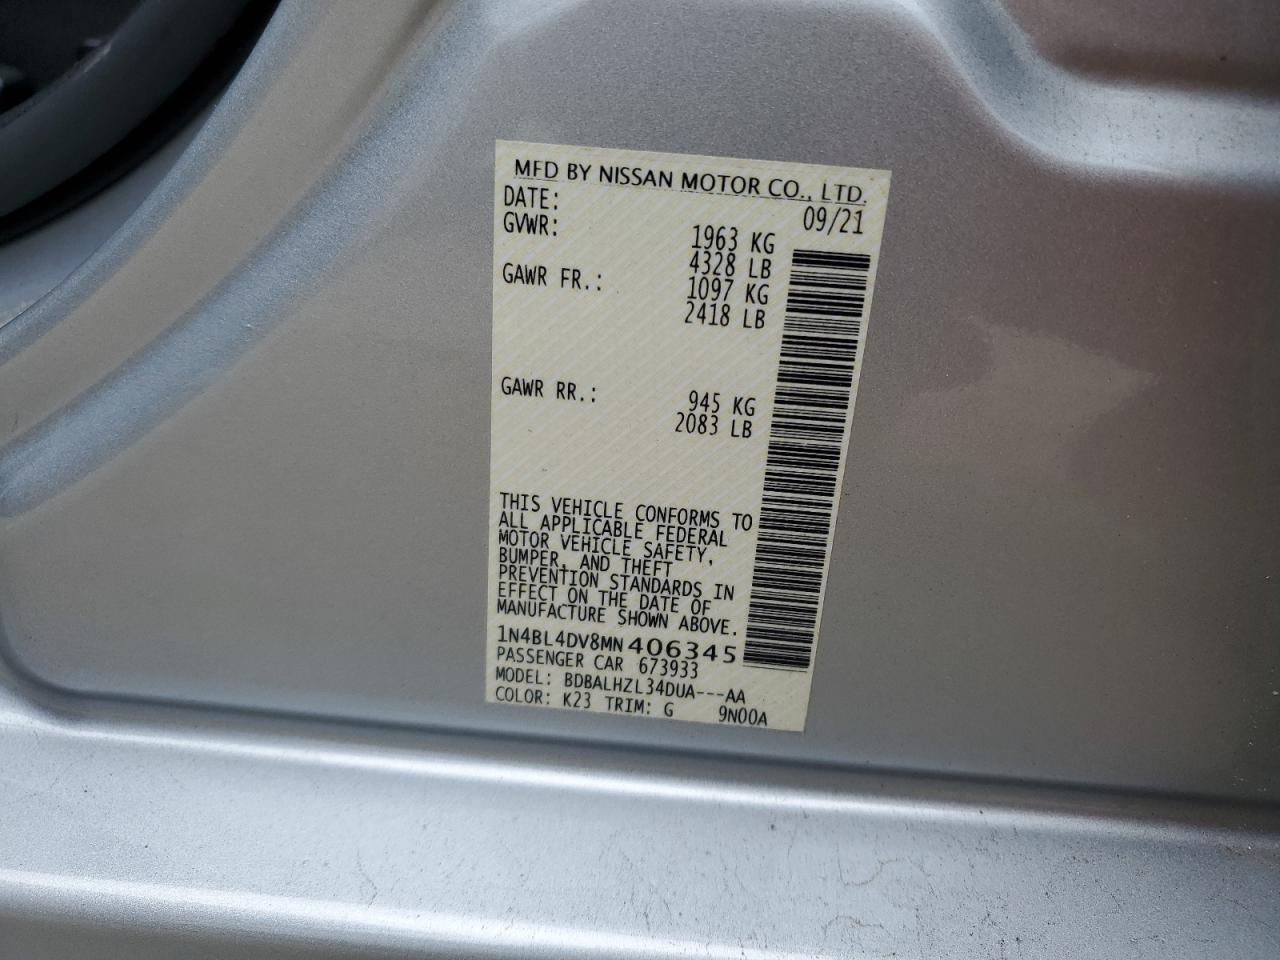 MFD BY NISSAN MOTOR CO., LTD.
DATE: 09/21
GVWR: 1963 KG
4328 LB
GAWR FR.: 1097 KG
2418 LB
GAWR RR.: 945 KG
2083 LB
THIS VEHICLE CONFORMS TO
ALL APPLICABLE FEDERAL
MOTOR VEHICLE SAFETY,
BUMPER, AND THEFT
PREVENTION STANDARDS IN
EFFECT ON THE DATE OF
MANUFACTURE SHOWN ABOVE.
1N4BL4DV8MN406345
PASSENGER CAR 673933
MODEL: BDBALHZL34DUA---AA
COLOR: K23 TRIM: G 9N00A